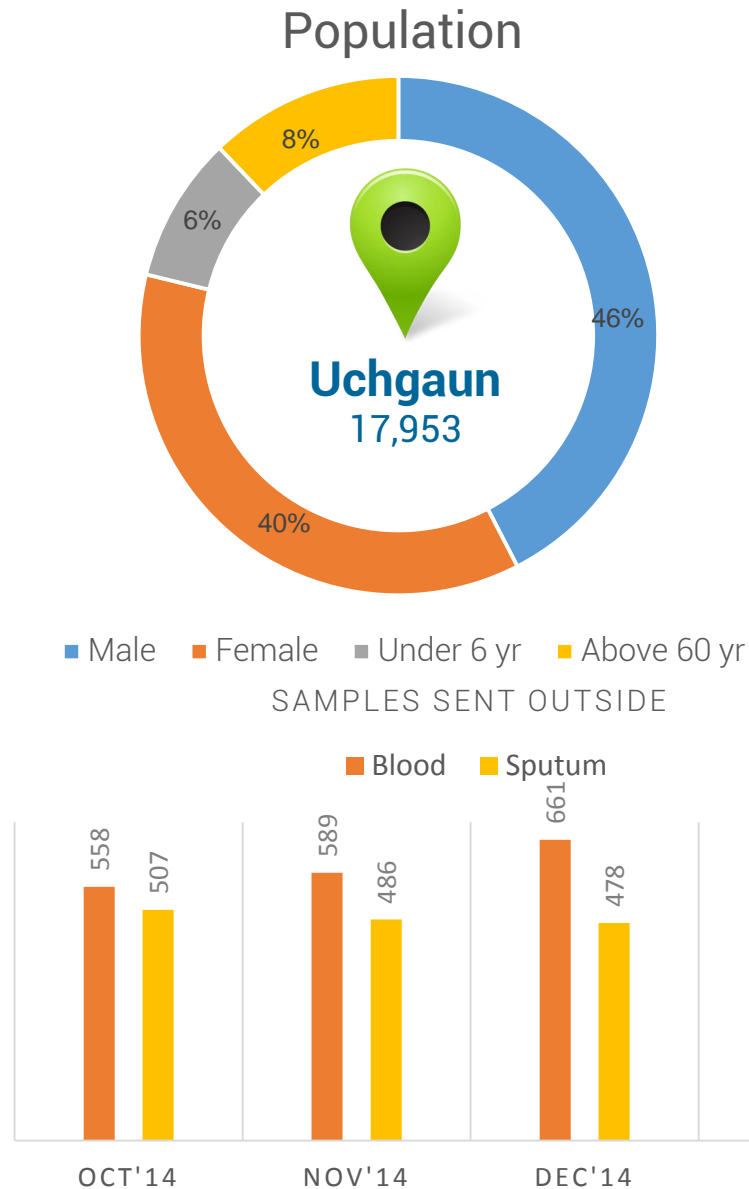 Population
8%
6%
46%
Uchgaun
17,953
40%
Male Female Under 6 yr Above 60 yr
SAMPLES SENT OUTSIDE
Blood Sputum
558 507 589 486 661 478
OCT'14 NOV'14 DEC'14